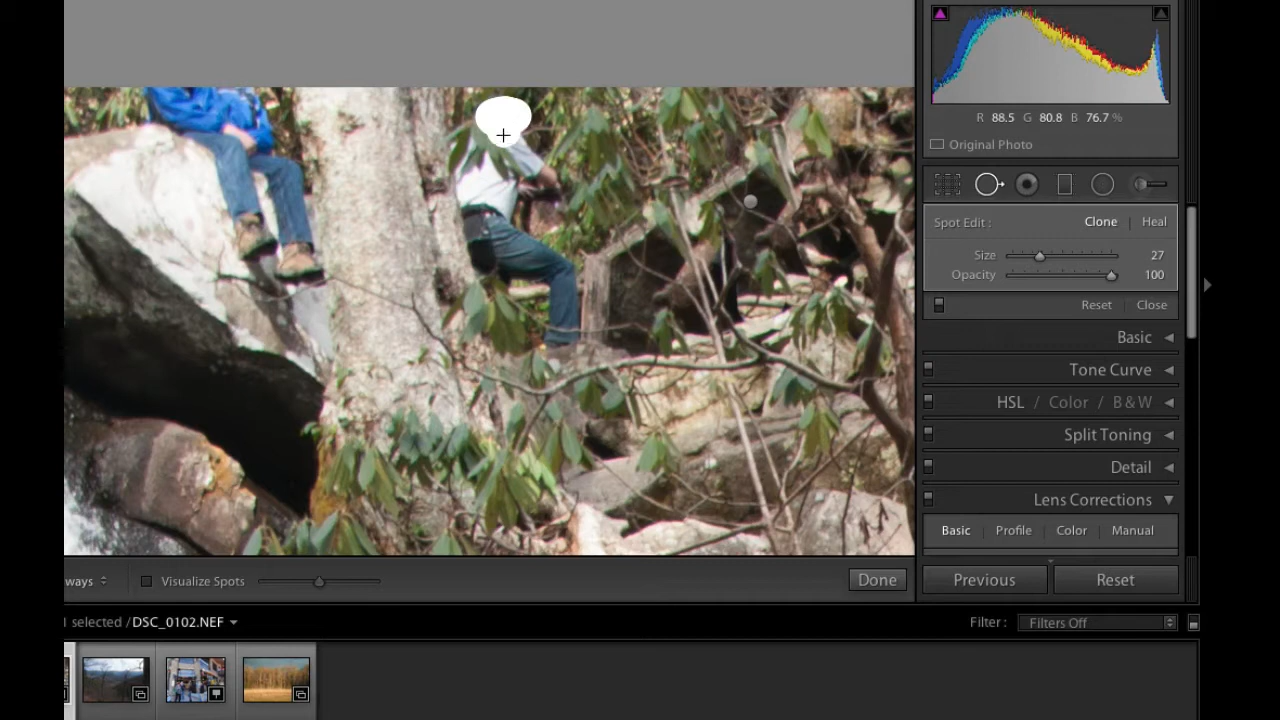 R 88.5 G 80.8 B 76.7 %
Original Photo
Spot Edit : Clone | Heal
Size 27
Opacity 100
Reset | Close
Basic
Tone Curve
HSL / Color / B & W
Split Toning
Detail
Lens Corrections
Basic | Profile | Color | Manual
ways Visualize Spots Done Previous Reset
1 selected / DSC_0102.NEF Filter : Filters Off